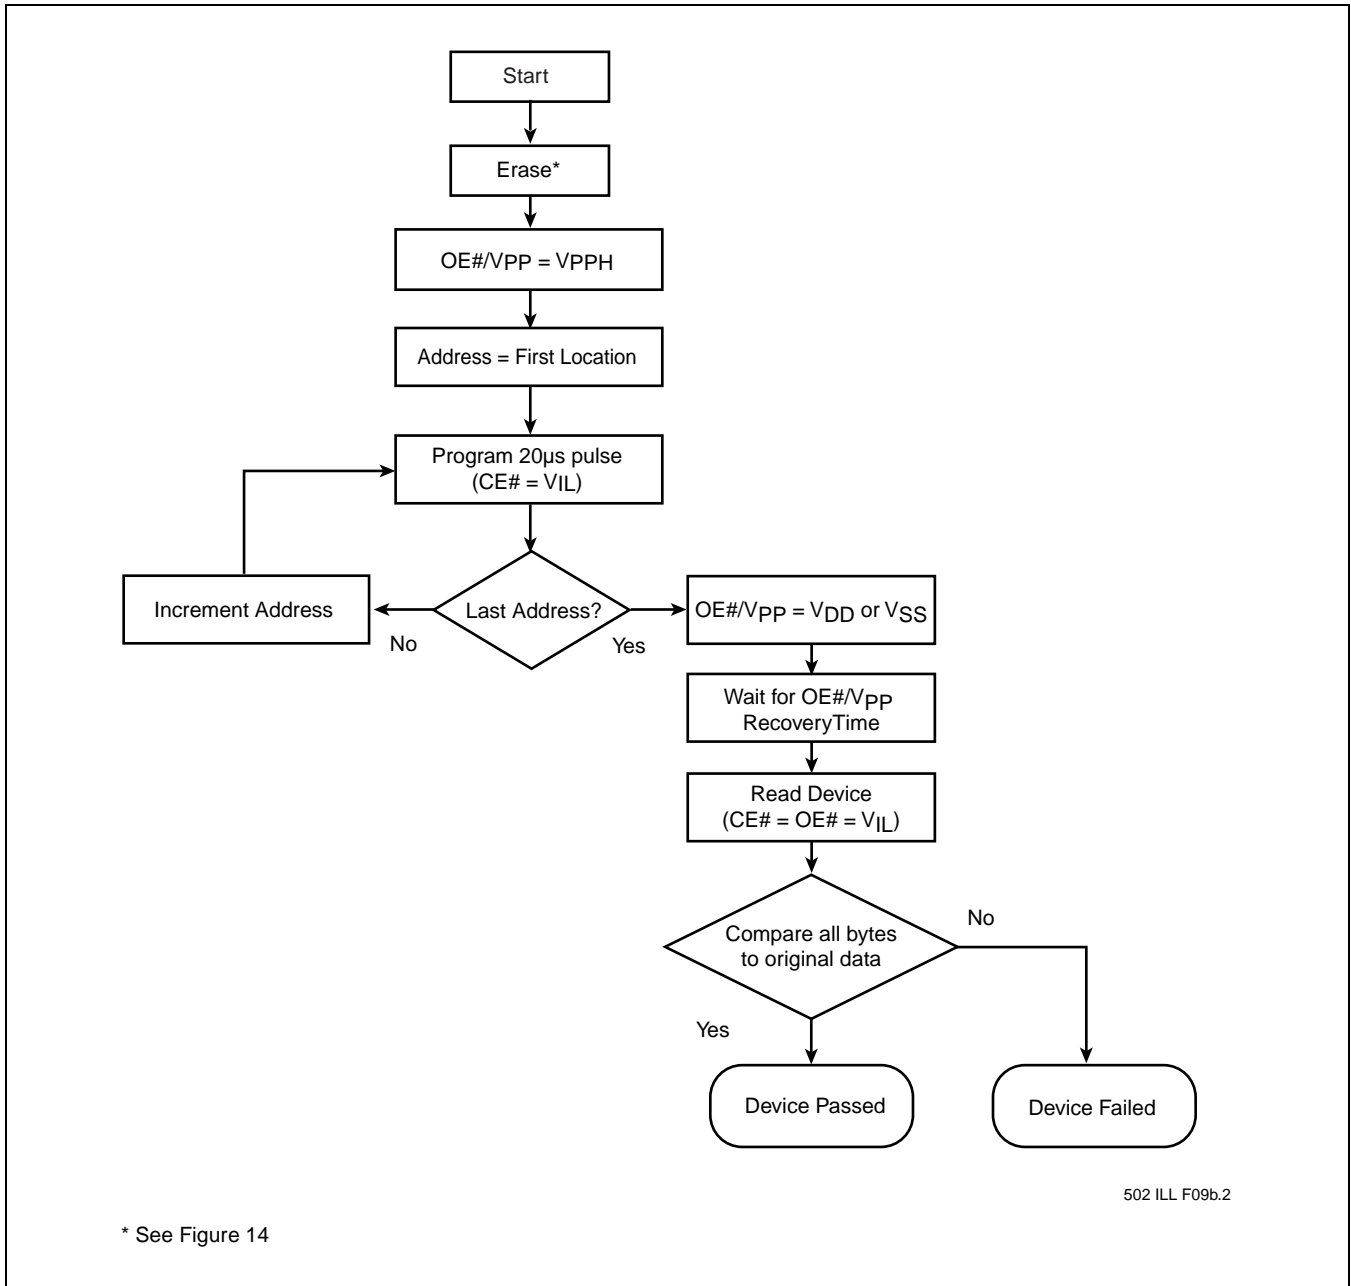 Start
Erase*
OE#/VPP = VPPH
Address = First Location
Program 20µs pulse
(CE# = VIL)
Last Address?
No
Yes
Increment Address
OE#/VPP = VDD or VSS
Wait for OE#/VPP
RecoveryTime
Read Device
(CE# = OE# = VIL)
Compare all bytes
to original data
No
Yes
Device Passed
Device Failed
502 ILL F09b.2
* See Figure 14